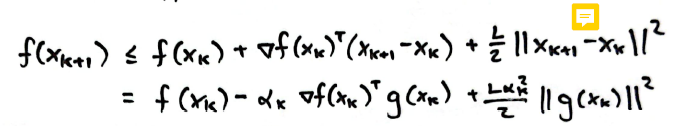 f(xₖ₊₁) ≤ f(xₖ) + ∇f(xₖ)ᵀ(xₖ₊₁-xₖ) + L/2 ||xₖ₊₁-xₖ||²
= f(xₖ) - αₖ ∇f(xₖ)ᵀ g(xₖ) + Lαₖ²/2 ||g(xₖ)||²